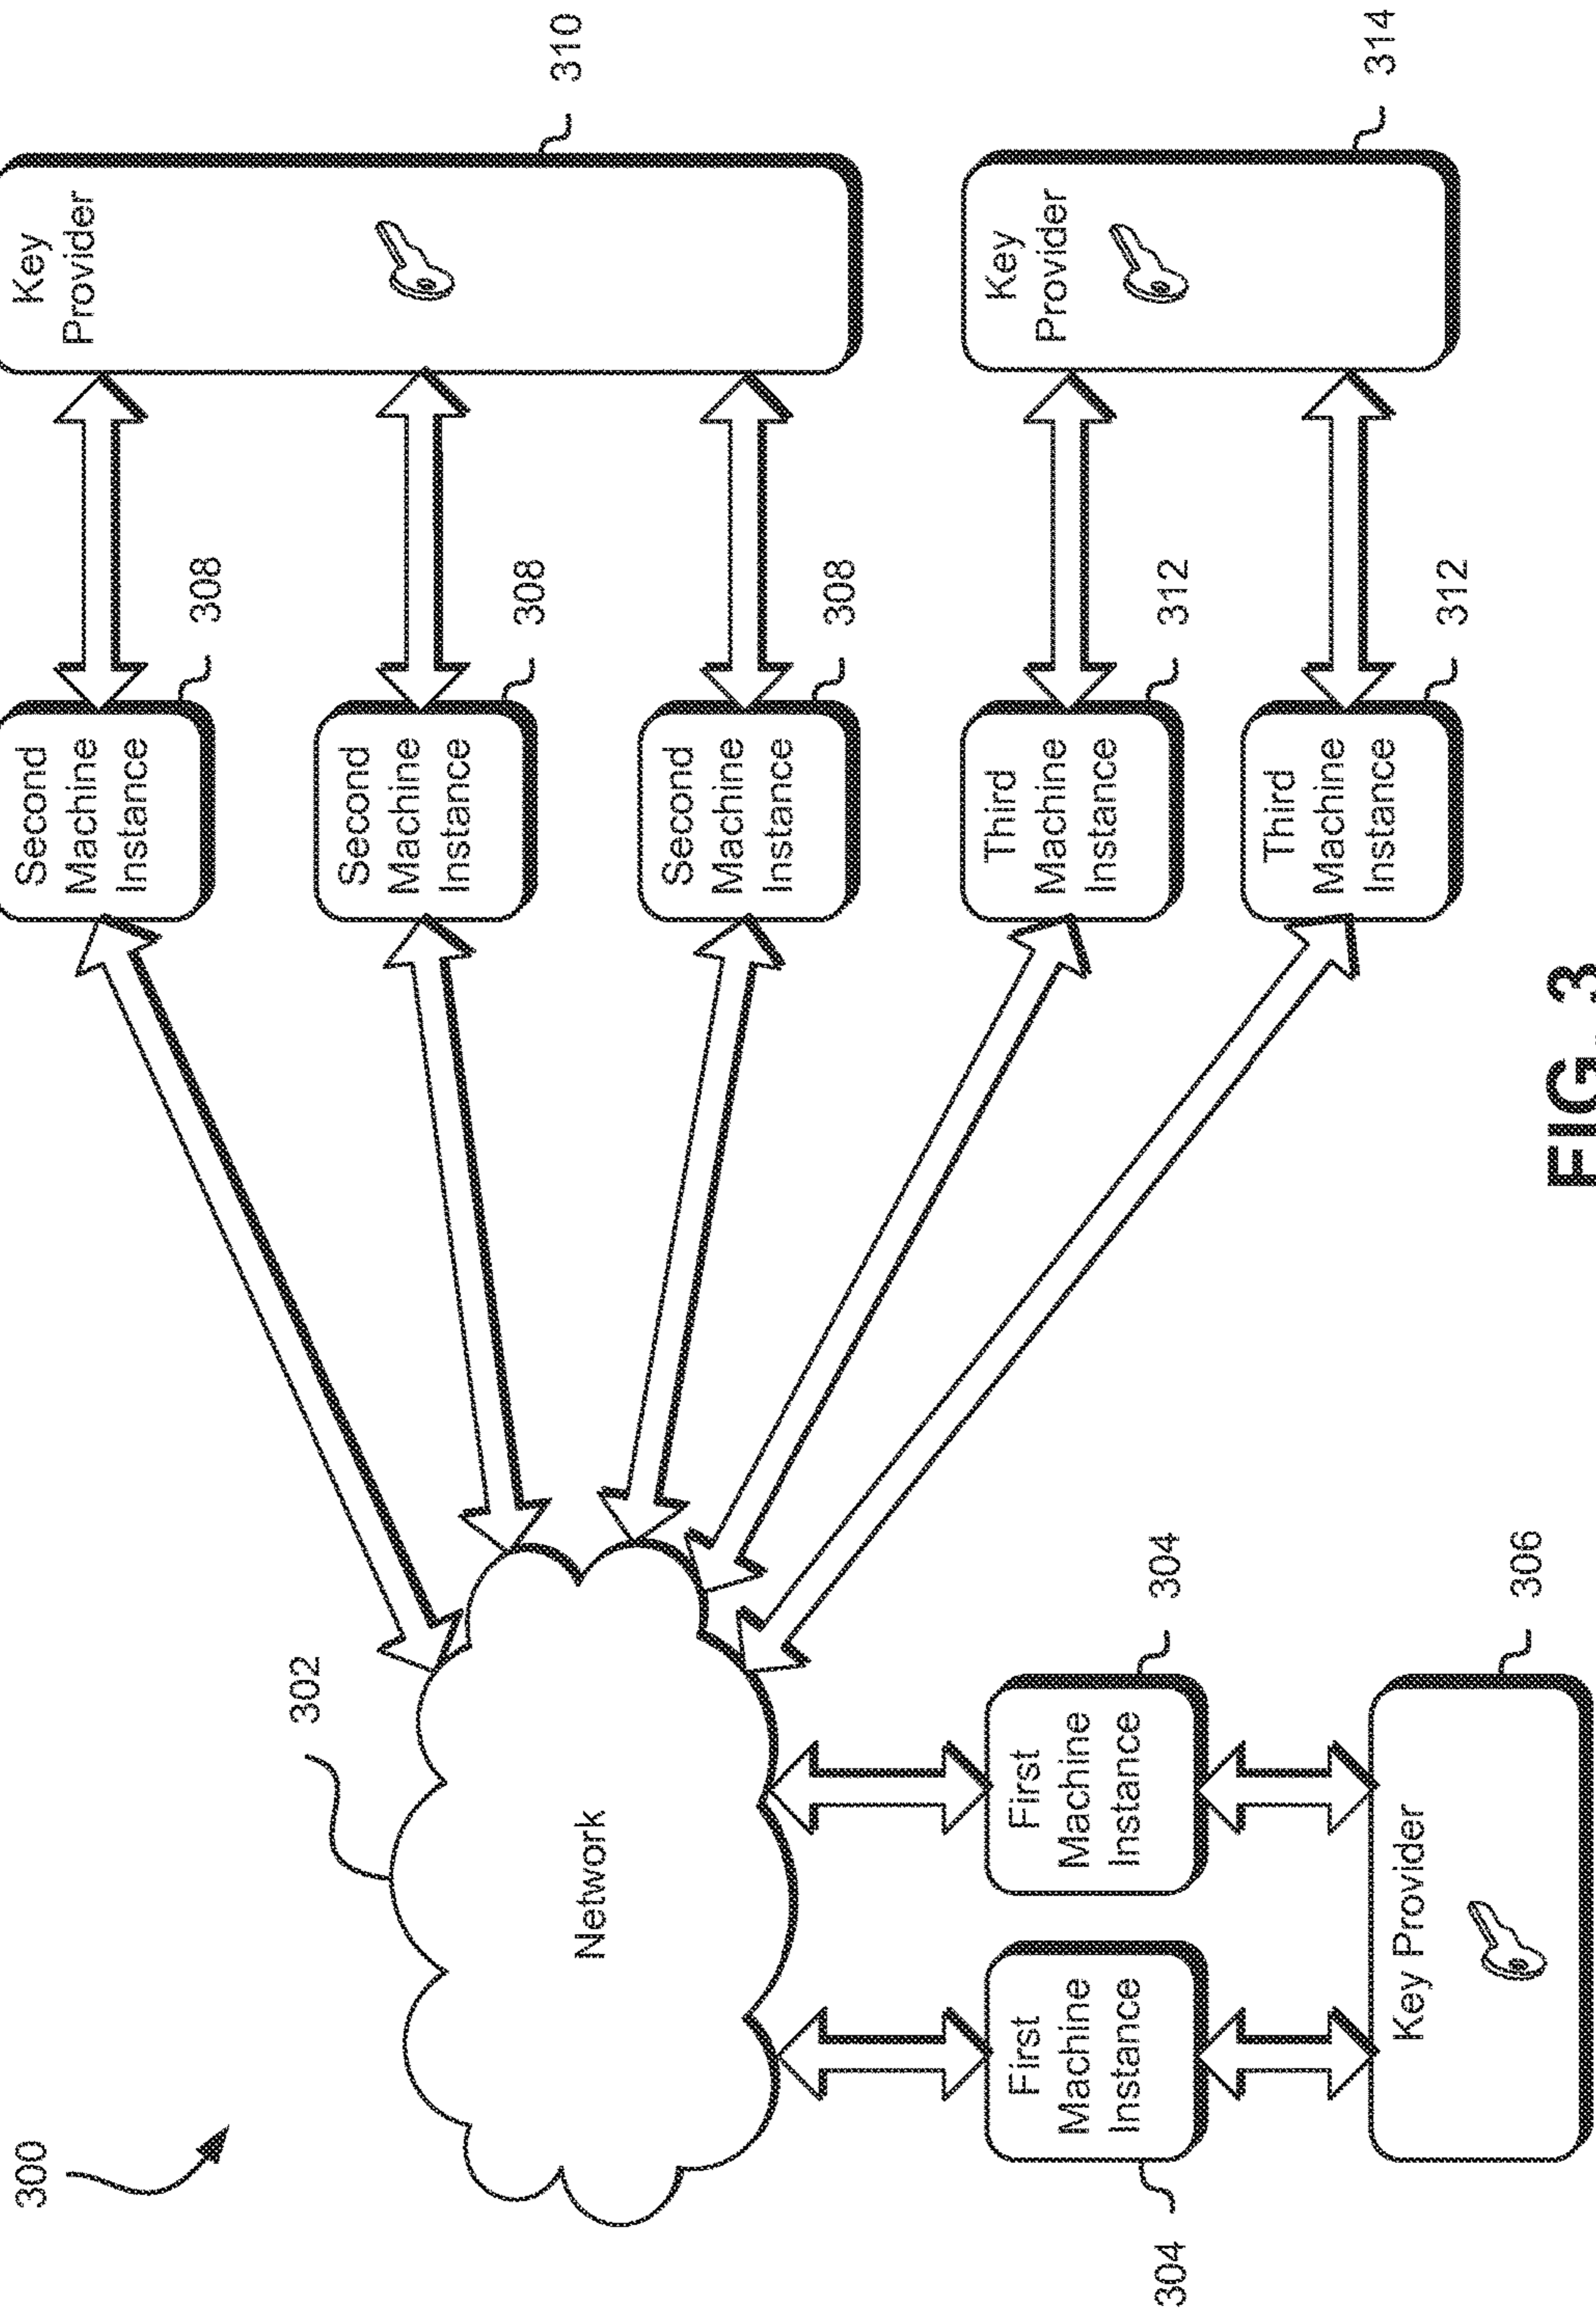 300
302
Network
Second
Machine
Instance
308
Second
Machine
Instance
308
Second
Machine
Instance
308
Third
Machine
Instance
312
Third
Machine
Instance
312
Key
Provider
310
Key
Provider
314
First
Machine
Instance
304
First
Machine
Instance
304
Key Provider
306
FIG. 3